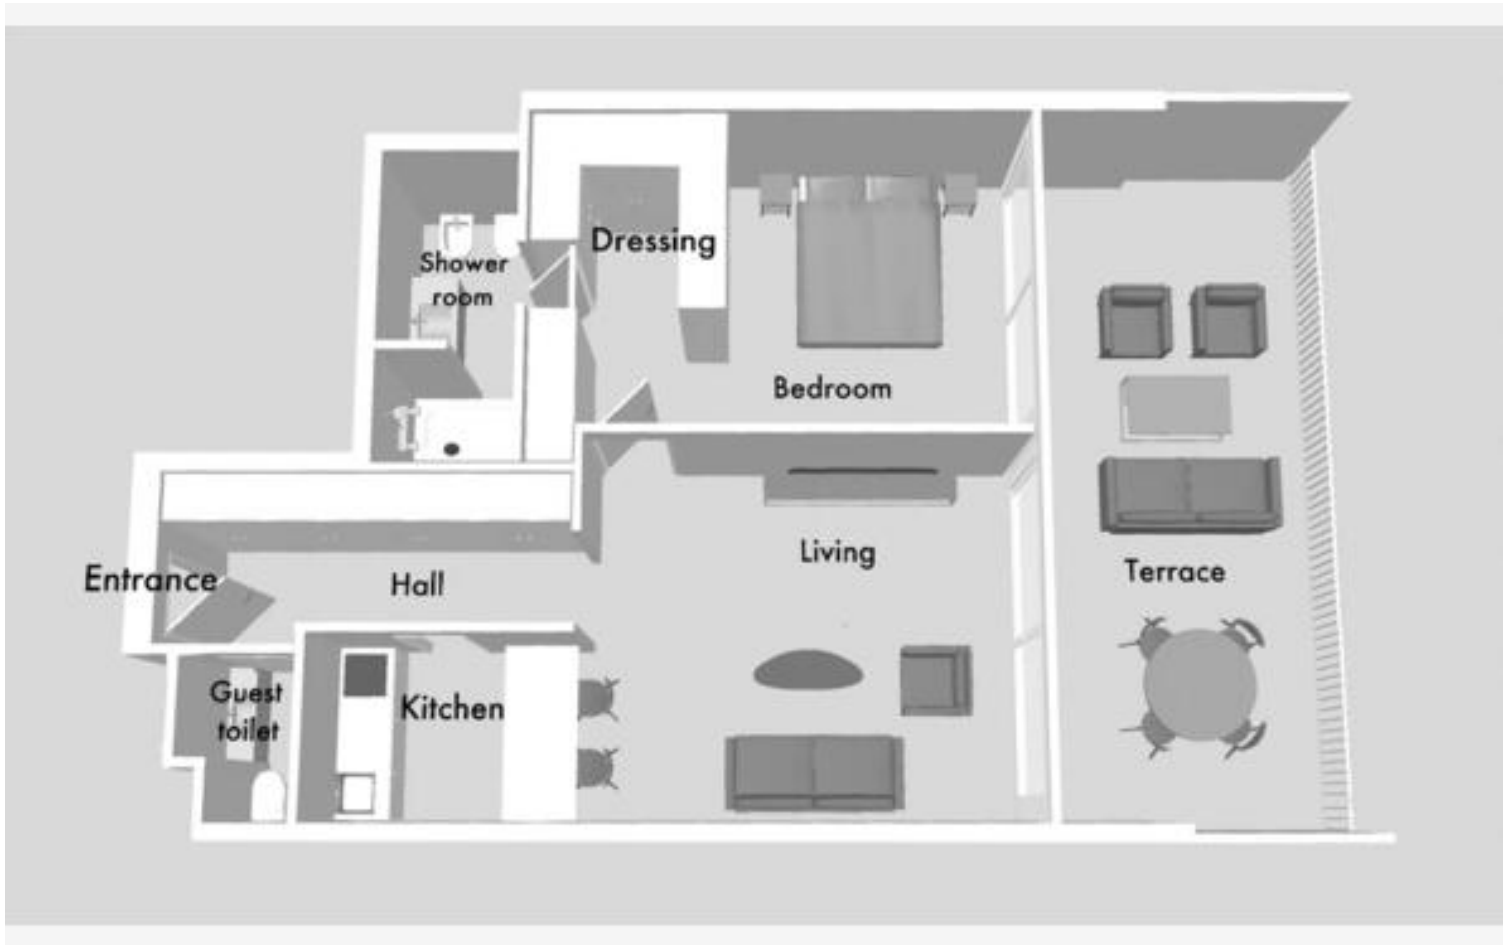 Dressing
Shower
room
Bedroom
Living
Entrance
Hall
Terrace
Guest
toilet
Kitchen